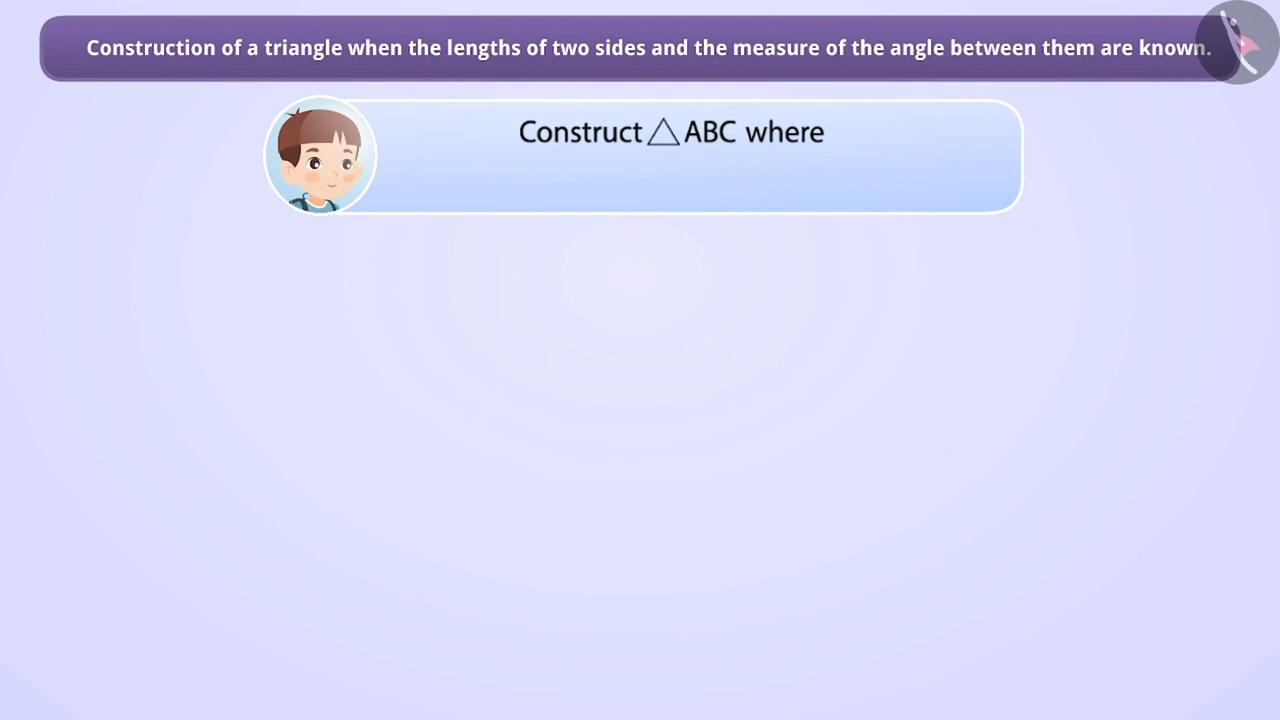 Construction of a triangle when the lengths of two sides and the measure of the angle between them are known.
Construct △ ABC where